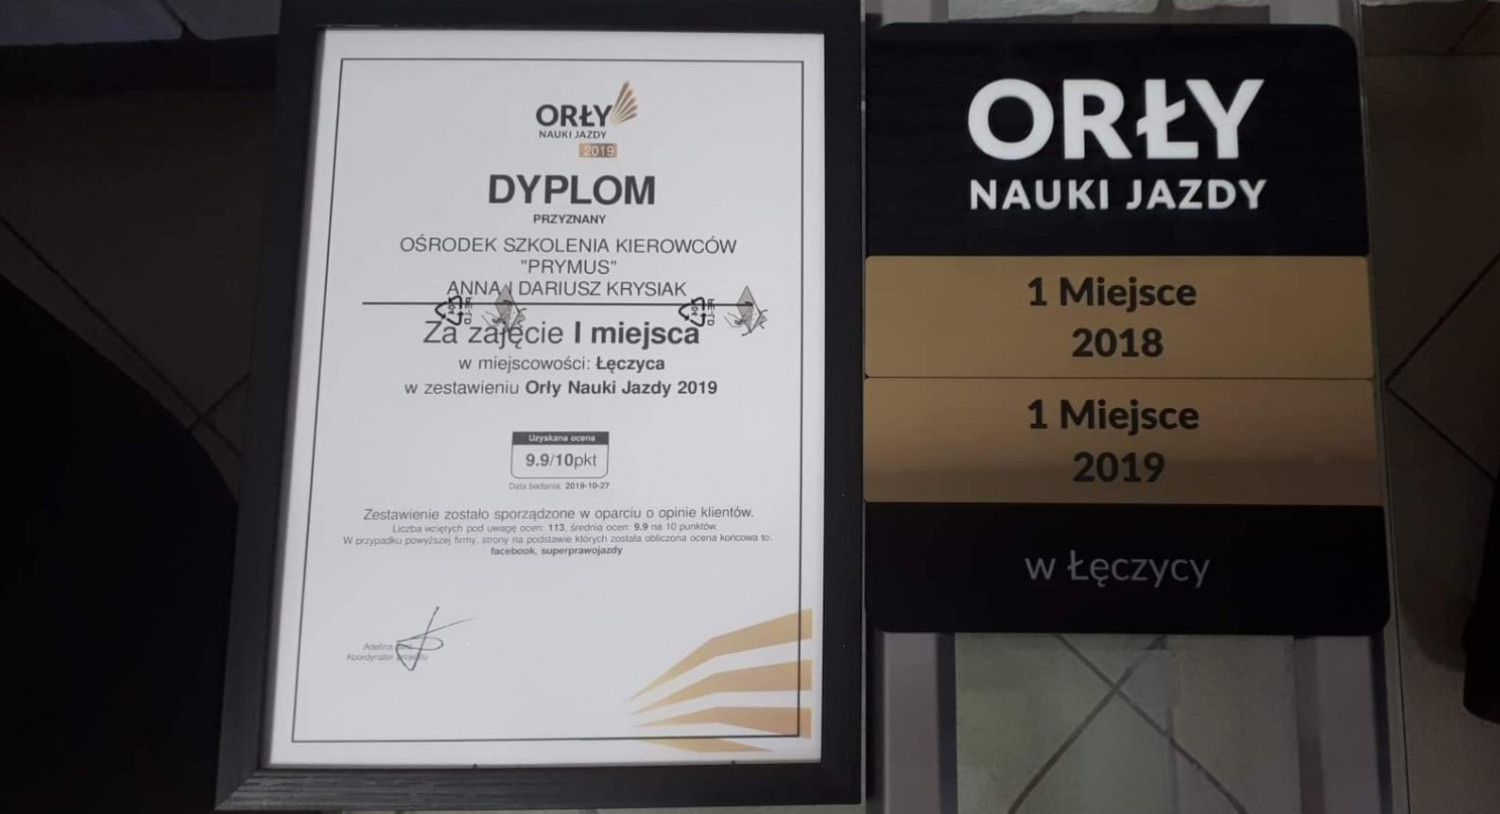 ORŁY
NAUKI JAZDY
2019
DYPLOM
PRZYZNANY
OŚRODEK SZKOLENIA KIEROWCÓW
"PRYMUS"
ANNA I DARIUSZ KRYSIAK
Za zajęcie I miejsca
w miejscowości: Łęczyca
w zestawieniu Orły Nauki Jazdy 2019
Uzyskana ocena
9.9/10pkt
Data badania: 2019-10-27
Zestawienie zostało sporządzone w oparciu o opinie klientów.
Liczba wziętych pod uwagę ocen: 113, średnia ocen: 9.9 na 10 punktów.
W przypadku powyższej firmy, strony na podstawie których została obliczona ocena końcowa to:
facebook, superprawojazdy
Adelina
Koordynator projektu
ORŁY
NAUKI JAZDY
1 Miejsce
2018
1 Miejsce
2019
w Łęczycy